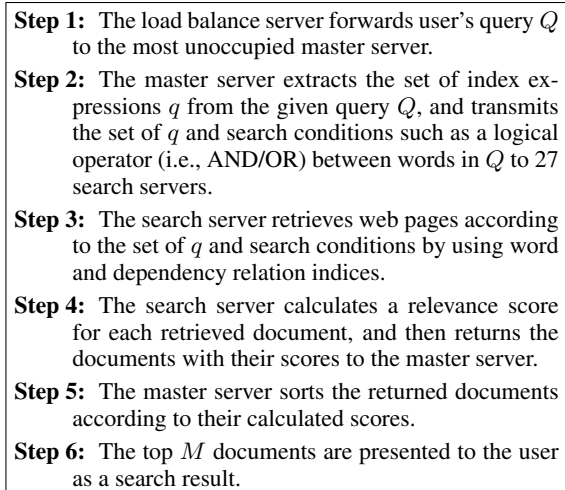 Step 1: The load balance server forwards user's query Q
to the most unoccupied master server.
Step 2: The master server extracts the set of index ex-
pressions q from the given query Q, and transmits
the set of q and search conditions such as a logical
operator (i.e., AND/OR) between words in Q to 27
search servers.
Step 3: The search server retrieves web pages according
to the set of q and search conditions by using word
and dependency relation indices.
Step 4: The search server calculates a relevance score
for each retrieved document, and then returns the
documents with their scores to the master server.
Step 5: The master server sorts the returned documents
according to their calculated scores.
Step 6: The top M documents are presented to the user
as a search result.